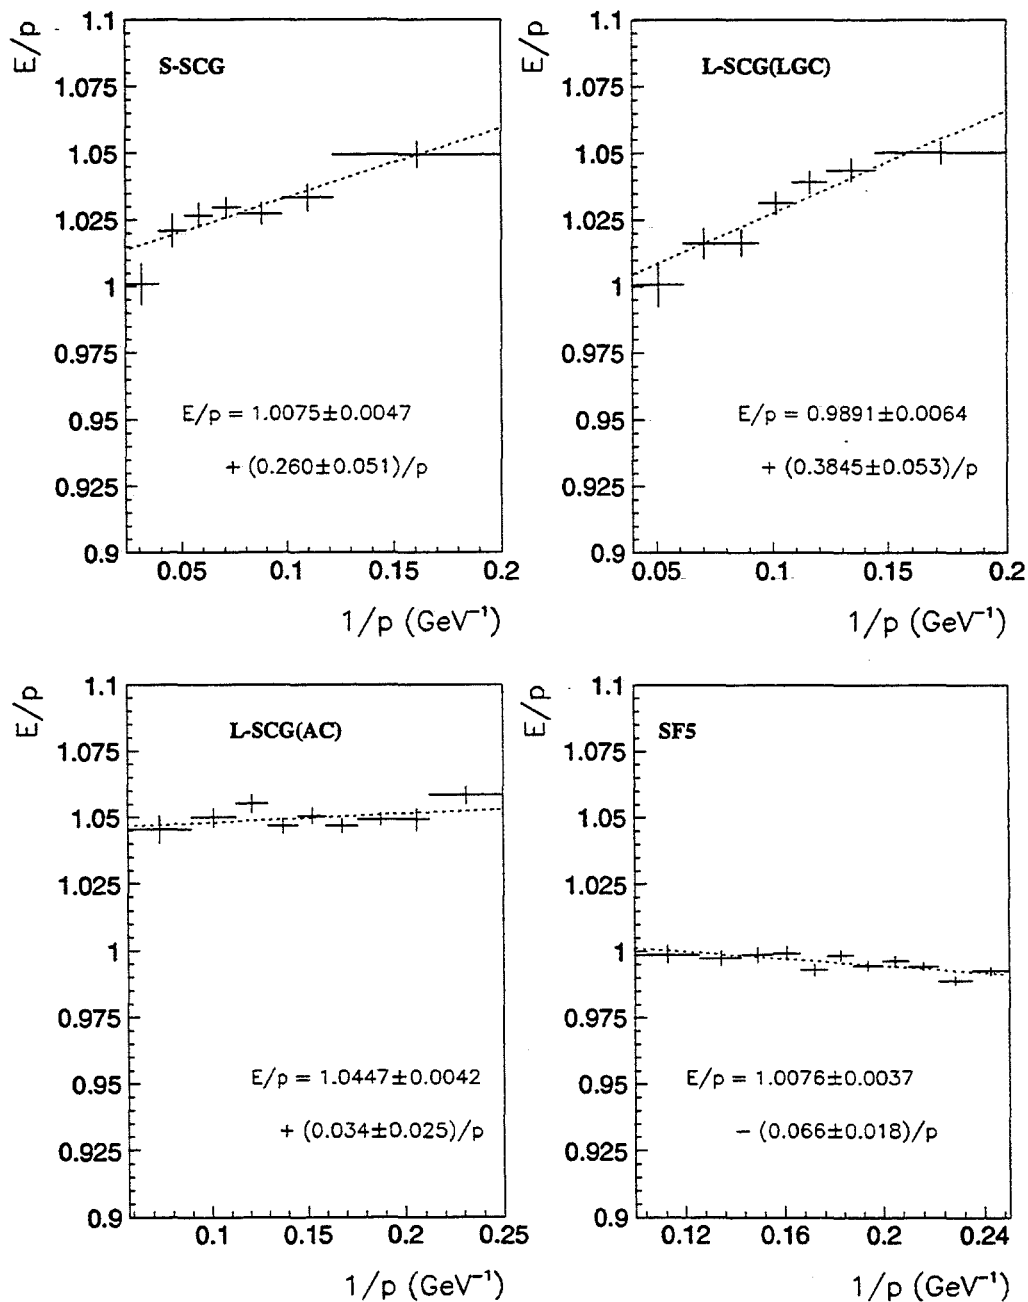 E/p
S-SCG
1.1
1.075
1.05
1.025
1
0.975
0.95
0.925
0.9
E/p = 1.0075±0.0047
+ (0.260±0.051)/p
0.05
0.1
0.15
0.2
1/p (GeV⁻¹)
E/p
L-SCG(LGC)
1.1
1.075
1.05
1.025
1
0.975
0.95
0.925
0.9
E/p = 0.9891±0.0064
+ (0.3845±0.053)/p
0.05
0.1
0.15
0.2
1/p (GeV⁻¹)
E/p
L-SCG(AC)
1.1
1.075
1.05
1.025
1
0.975
0.95
0.925
0.9
E/p = 1.0447±0.0042
+ (0.034±0.025)/p
0.1
0.15
0.2
0.25
1/p (GeV⁻¹)
E/p
SF5
1.1
1.075
1.05
1.025
1
0.975
0.95
0.925
0.9
E/p = 1.0076±0.0037
− (0.066±0.018)/p
0.12
0.16
0.2
0.24
1/p (GeV⁻¹)